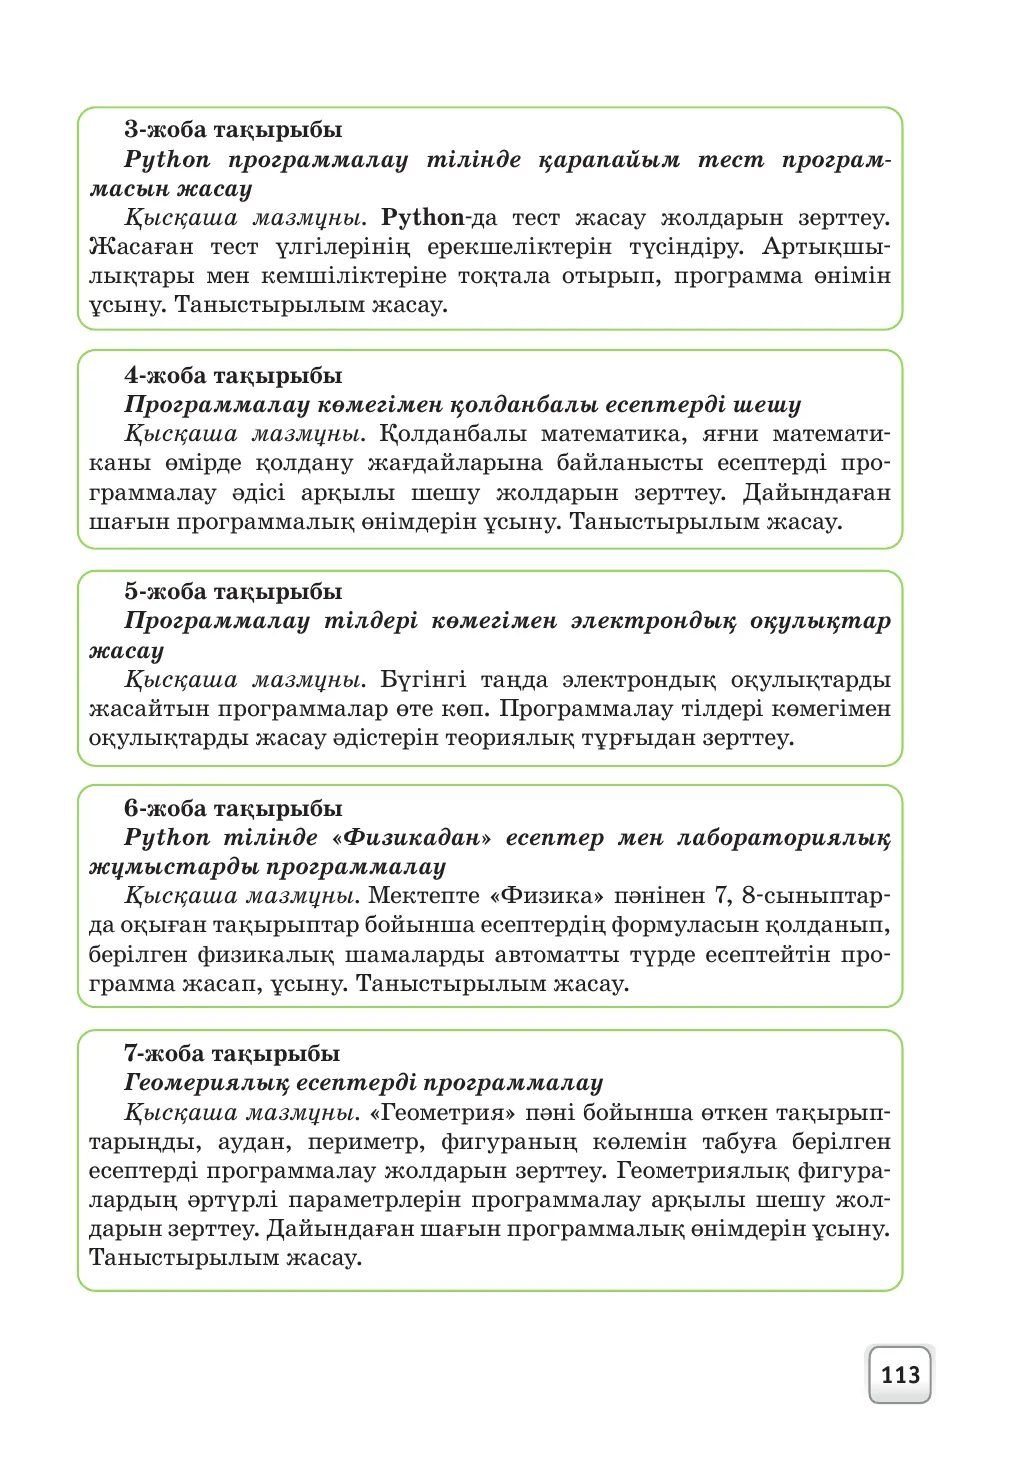 3-жоба тақырыбы
Python программалау тілінде қарапайым тест програм-
масын жасау
Қысқаша мазмұны. Python-да тест жасау жолдарын зерттеу.
Жасаған тест үлгілерінің ерекшеліктерін түсіндіру. Артықшы-
лықтары мен кемшіліктеріне тоқтала отырып, программа өнімін
ұсыну. Таныстырылым жасау.
4-жоба тақырыбы
Программалау көмегімен қолданбалы есептерді шешу
Қысқаша мазмұны. Қолданбалы математика, яғни математи-
каны өмірде қолдану жағдайларына байланысты есептерді про-
граммалау әдісі арқылы шешу жолдарын зерттеу. Дайындаған
шағын программалық өнімдерін ұсыну. Таныстырылым жасау.
5-жоба тақырыбы
Программалау тілдері көмегімен электрондық оқулықтар
жасау
Қысқаша мазмұны. Бүгінгі таңда электрондық оқулықтарды
жасайтын программалар өте көп. Программалау тілдері көмегімен
оқулықтарды жасау әдістерін теориялық тұрғыдан зерттеу.
6-жоба тақырыбы
Python тілінде «Физикадан» есептер мен лабораториялық
жұмыстарды программалау
Қысқаша мазмұны. Мектепте «Физика» пәнінен 7, 8-сыныптар-
да оқыған тақырыптар бойынша есептердің формуласын қолданып,
берілген физикалық шамаларды автоматты түрде есептейтін про-
грамма жасап, ұсыну. Таныстырылым жасау.
7-жоба тақырыбы
Геомериялық есептерді программалау
Қысқаша мазмұны. «Геометрия» пәні бойынша өткен тақырып-
тарыңды, аудан, периметр, фигураның көлемін табуға берілген
есептерді программалау жолдарын зерттеу. Геометриялық фигура-
лардың әртүрлі параметрлерін программалау арқылы шешу жол-
дарын зерттеу. Дайындаған шағын программалық өнімдерін ұсыну.
Таныстырылым жасау.
113